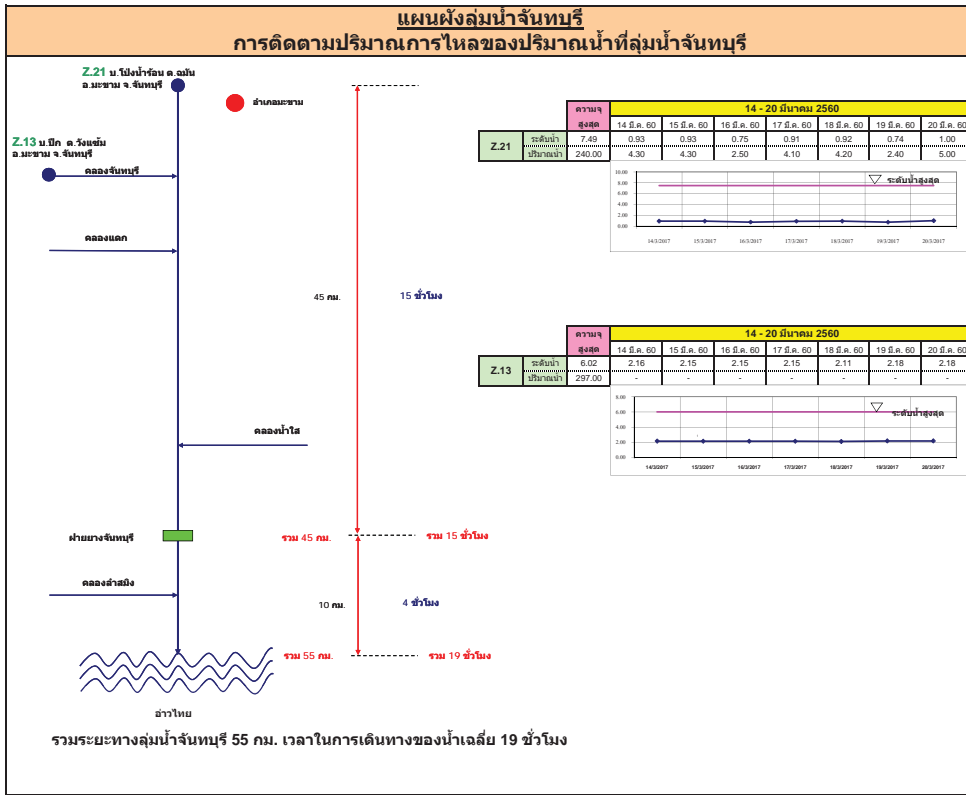 แผนผังลุ่มน้ำจันทบุรี
การติดตามปริมาณการไหลของปริมาณน้ำที่ลุ่มน้ำจันทบุรี
Z.21 บ.โป่งน้ำร้อน ต.ฉมัน
อ.มะขาม จ.จันทบุรี
อำเภอมะขาม
Z.13 บ.ปึก ต.วังแซ้ม
อ.มะขาม จ.จันทบุรี
คลองจันทบุรี
คลองแตก
45 กม. 15 ชั่วโมง
คลองน้ำใส
ฝายยางจันทบุรี
รวม 45 กม. รวม 15 ชั่วโมง
คลองลำสมิง
10 กม. 4 ชั่วโมง
รวม 55 กม. รวม 19 ชั่วโมง
อ่าวไทย
รวมระยะทางลุ่มน้ำจันทบุรี 55 กม. เวลาในการเดินทางของน้ำเฉลี่ย 19 ชั่วโมง
ความจุ 14 - 20 มีนาคม 2560
สูงสุด 14 มี.ค. 60 15 มี.ค. 60 16 มี.ค. 60 17 มี.ค. 60 18 มี.ค. 60 19 มี.ค. 60 20 มี.ค. 60
Z.21 ระดับน้ำ 7.49 0.93 0.93 0.75 0.91 0.92 0.74 1.00
ปริมาณน้ำ 240.00 4.30 4.30 2.50 4.10 4.20 2.40 5.00
10.00
8.00
6.00
4.00
2.00
0.00
ระดับน้ำสูงสุด
14/3/2017 15/3/2017 16/3/2017 17/3/2017 18/3/2017 19/3/2017 20/3/2017
ความจุ 14 - 20 มีนาคม 2560
สูงสุด 14 มี.ค. 60 15 มี.ค. 60 16 มี.ค. 60 17 มี.ค. 60 18 มี.ค. 60 19 มี.ค. 60 20 มี.ค. 60
Z.13 ระดับน้ำ 6.02 2.16 2.15 2.15 2.15 2.11 2.18 2.18
ปริมาณน้ำ 297.00 - - - - - - -
8.00
6.00
4.00
2.00
0.00
ระดับน้ำสูงสุด
14/3/2017 15/3/2017 16/3/2017 17/3/2017 18/3/2017 19/3/2017 20/3/2017